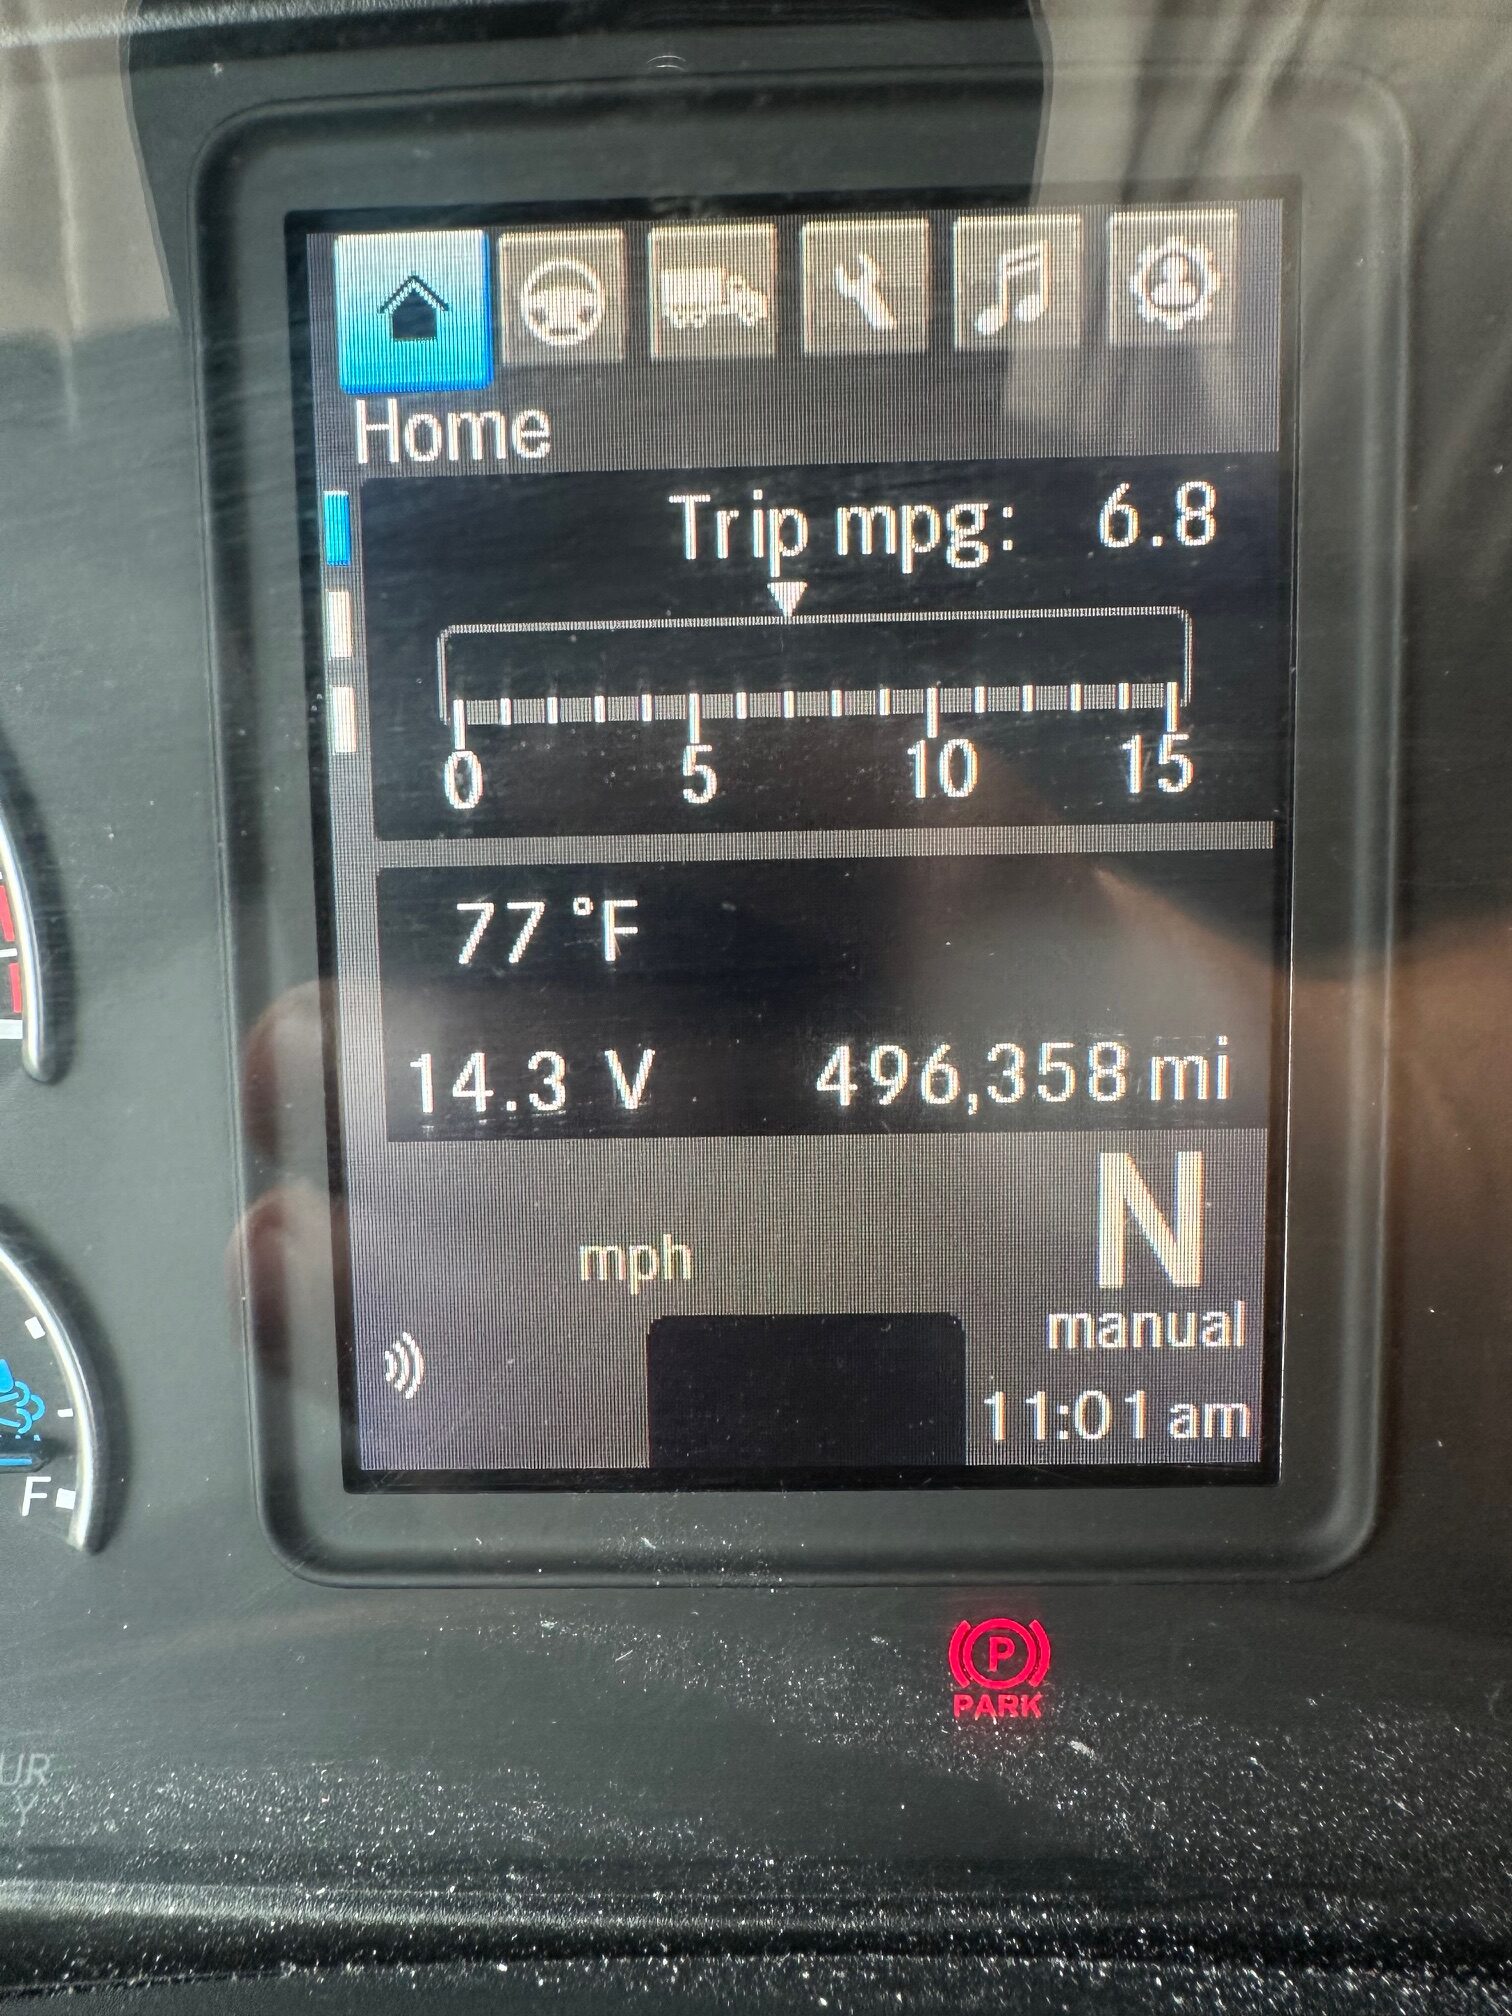 Home
Trip mpg: 6.8
0 5 10 15
77 °F
14.3 V 496,358 mi
N
mph
manual
11:01 am
F
P
PARK
UR
Y